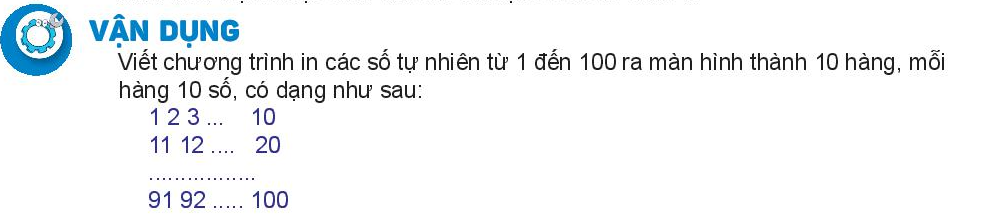 VẬN DỤNG
Viết chương trình in các số tự nhiên từ 1 đến 100 ra màn hình thành 10 hàng, mỗi
hàng 10 số, có dạng như sau:
1 2 3 ... 10
11 12 .... 20
.................
91 92 ..... 100